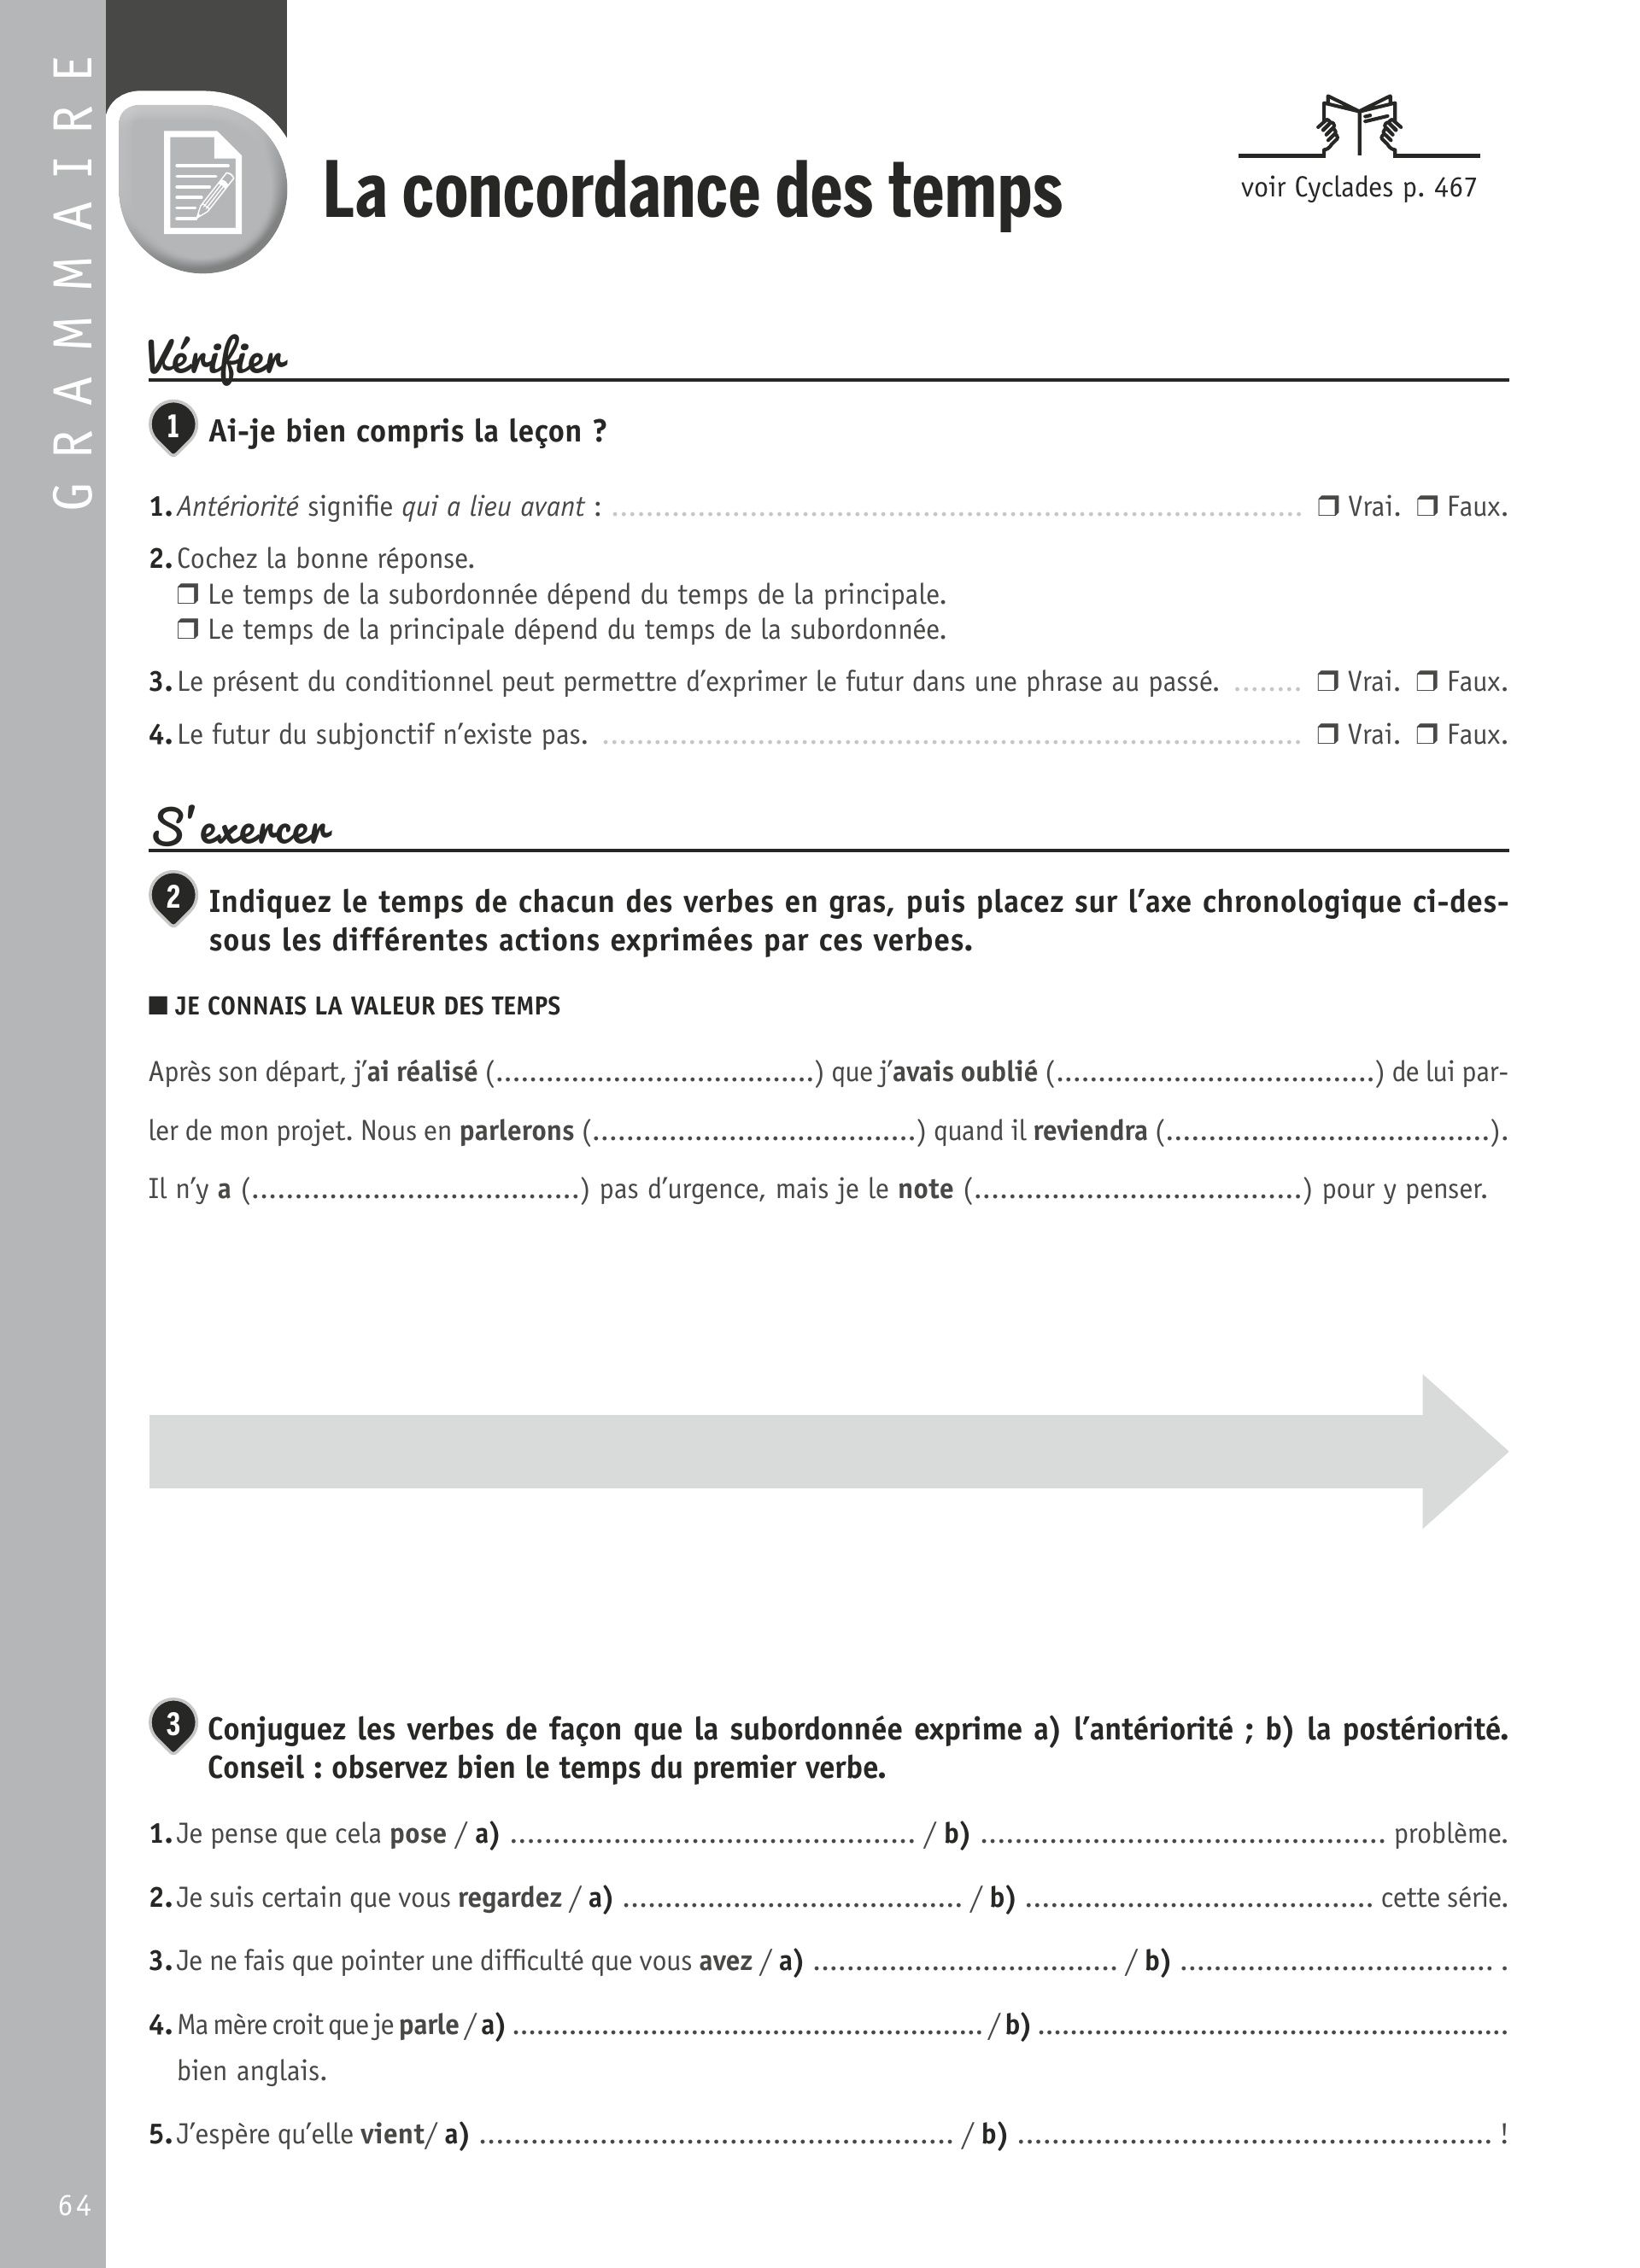 GRAMMAIRE
La concordance des temps
voir Cyclades p. 467
Vérifier
1 Ai-je bien compris la leçon ?
1. Antériorité signifie qui a lieu avant : ................................................................................ ❒ Vrai. ❒ Faux.
2. Cochez la bonne réponse.
❒ Le temps de la subordonnée dépend du temps de la principale.
❒ Le temps de la principale dépend du temps de la subordonnée.
3. Le présent du conditionnel peut permettre d’exprimer le futur dans une phrase au passé. ........ ❒ Vrai. ❒ Faux.
4. Le futur du subjonctif n’existe pas. ................................................................................ ❒ Vrai. ❒ Faux.
S’exercer
2 Indiquez le temps de chacun des verbes en gras, puis placez sur l’axe chronologique ci-des-
sous les différentes actions exprimées par ces verbes.
■ JE CONNAIS LA VALEUR DES TEMPS
Après son départ, j’ai réalisé (.....................................) que j’avais oublié (.....................................) de lui par-
ler de mon projet. Nous en parlerons (.....................................) quand il reviendra (.....................................).
Il n’y a (.....................................) pas d’urgence, mais je le note (.....................................) pour y penser.
3 Conjuguez les verbes de façon que la subordonnée exprime a) l’antériorité ; b) la postériorité.
Conseil : observez bien le temps du premier verbe.
1. Je pense que cela pose / a) ............................................... / b) ............................................... problème.
2. Je suis certain que vous regardez / a) ....................................... / b) ........................................ cette série.
3. Je ne fais que pointer une difficulté que vous avez / a) ................................... / b) .................................... .
4. Ma mère croit que je parle / a) .......................................................... / b) ..........................................................
bien anglais.
5. J’espère qu’elle vient/ a) ....................................................... / b) ....................................................... !
64